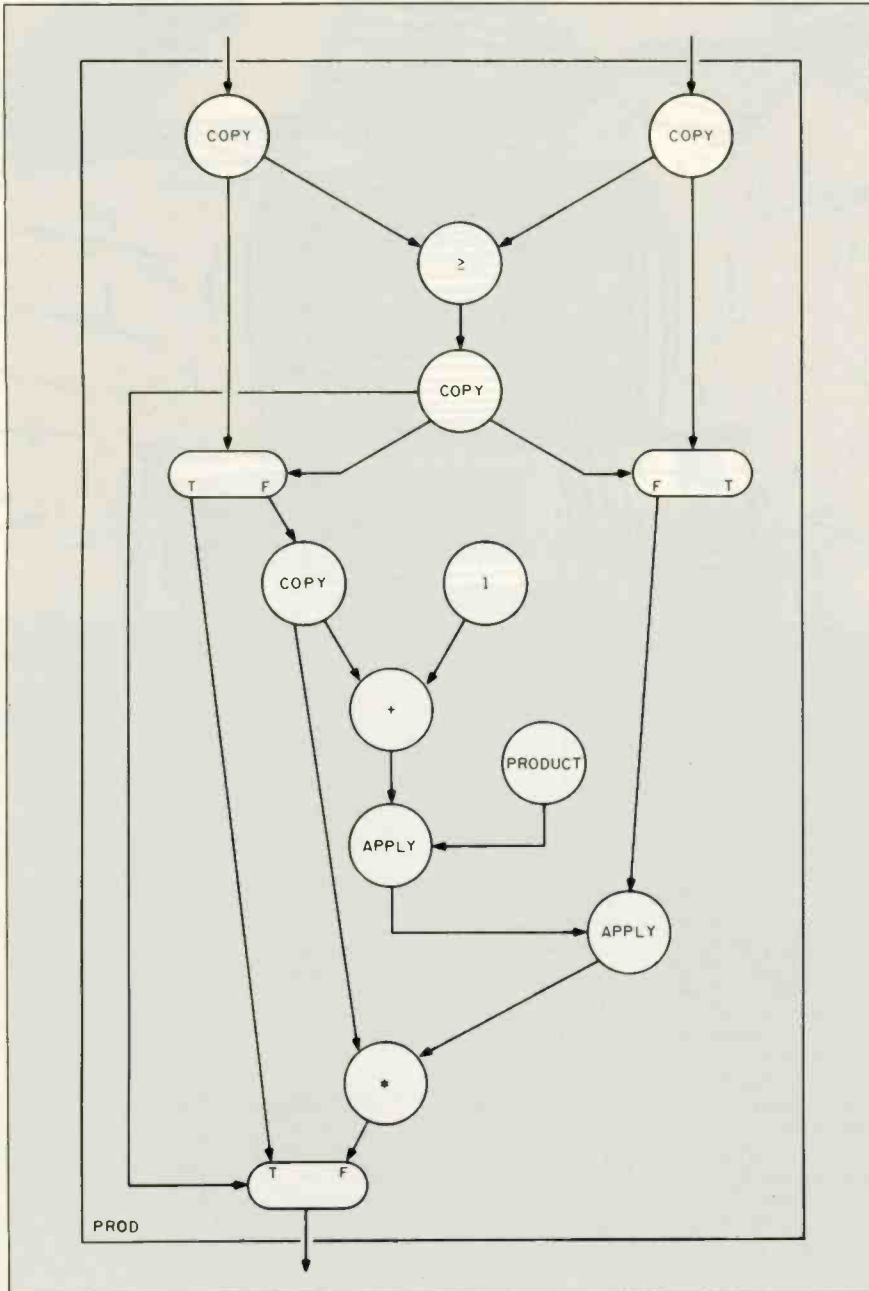 COPY COPY
≥
COPY
T F F T
COPY 1
+
PRODUCT
APPLY
APPLY
*
T F
PROD